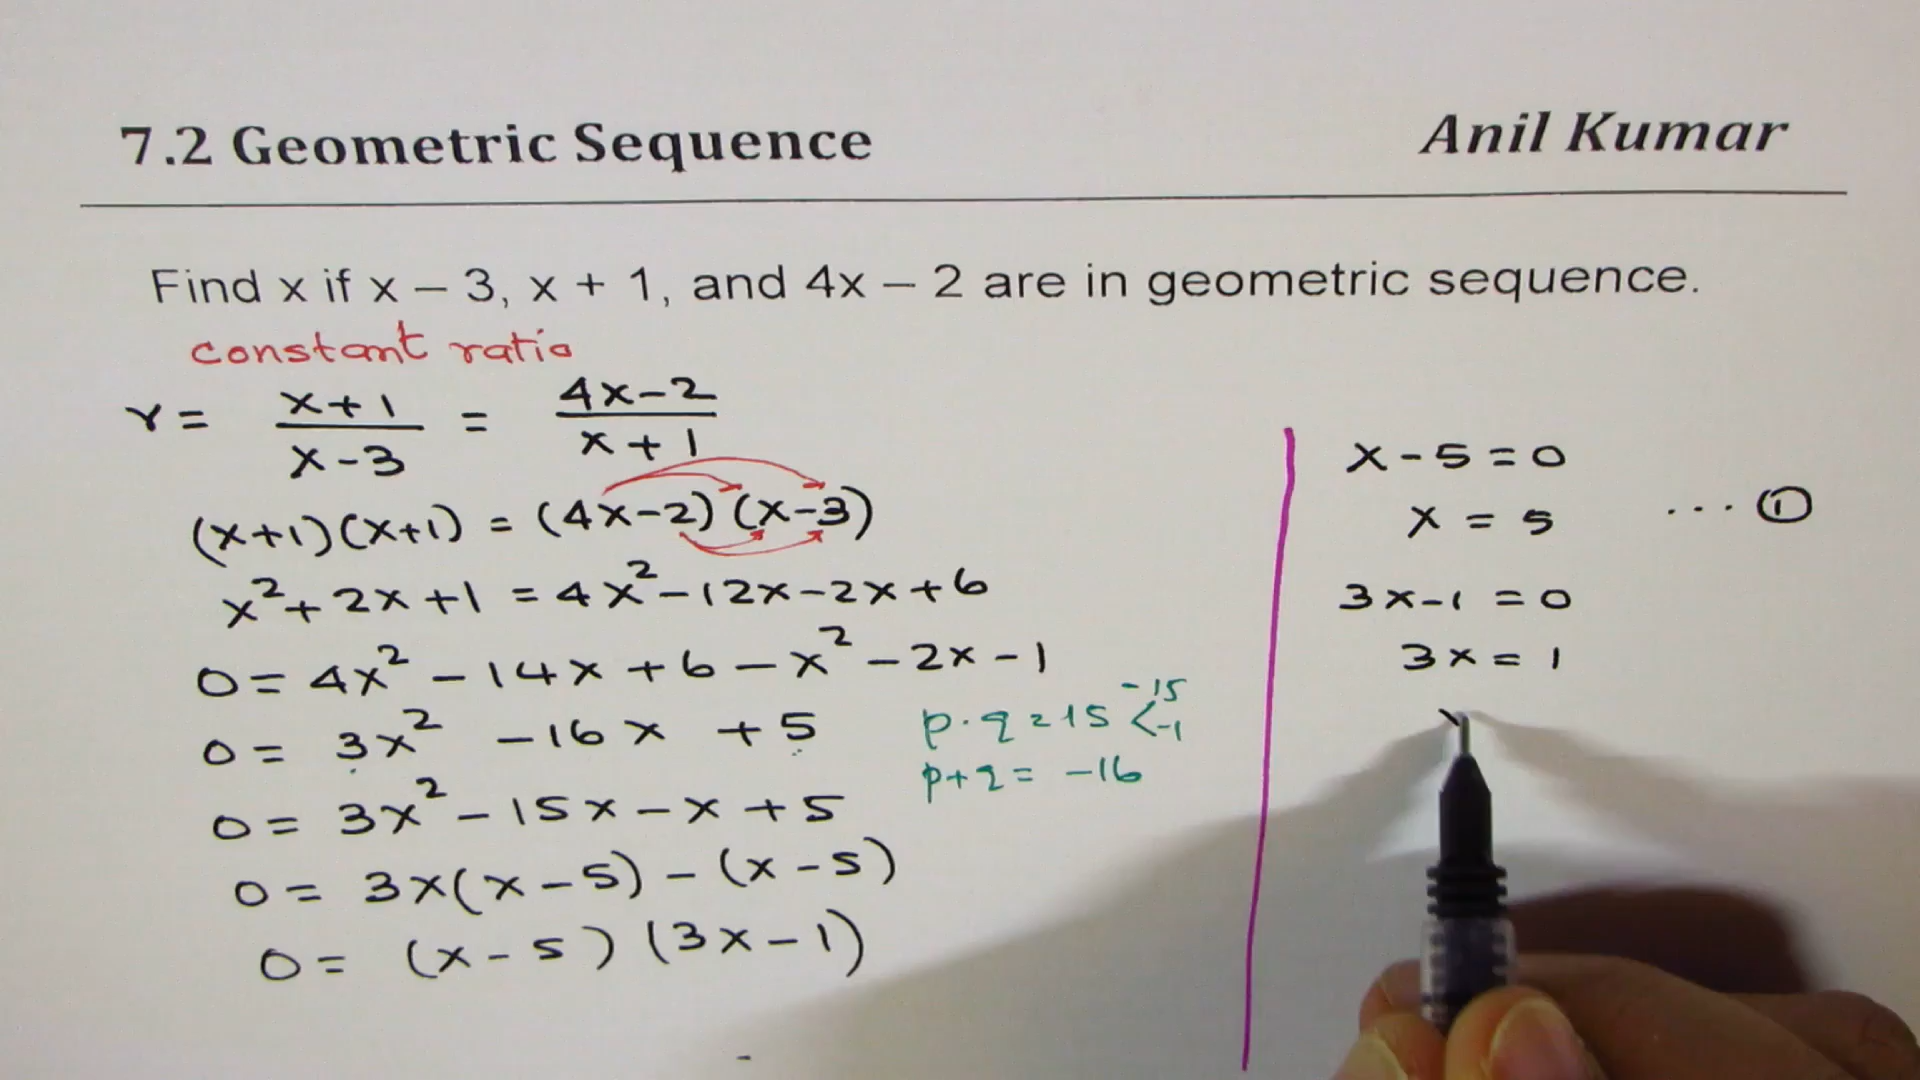 7.2 Geometric Sequence
Anil Kumar
Find x if x – 3, x + 1, and 4x – 2 are in geometric sequence.
constant ratio
r = x+1/x-3 = 4x-2/x+1
(x+1)(x+1) = (4x-2)(x-3)
x²+2x+1 = 4x²-12x-2x+6
0 = 4x² - 14x + 6 - x² - 2x - 1
0 = 3x² - 16x + 5
p·q = 15 < -15 -1
p+q = -16
0 = 3x² - 15x - x + 5
0 = 3x(x-5) - (x-5)
0 = (x-5)(3x-1)
x-5=0
x = 5 ... ①
3x-1 = 0
3x = 1